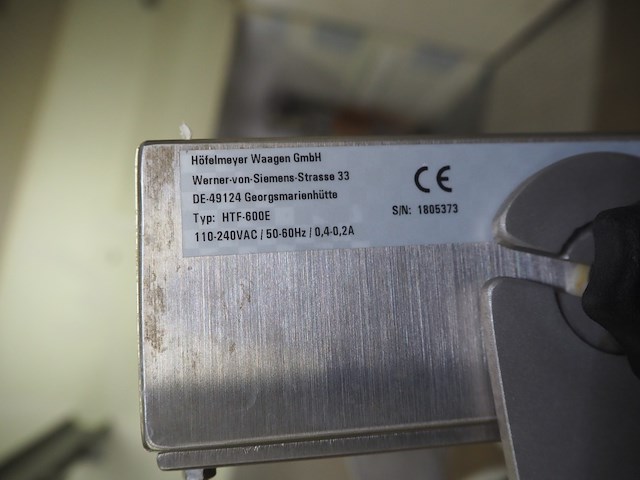 Höfelmeyer Waagen GmbH
Werner-von-Siemens-Strasse 33
DE-49124 Georgsmarienhütte
Typ: HTF-600E
110-240VAC / 50-60Hz / 0,4-0,2A
CE
S/N: 1805373